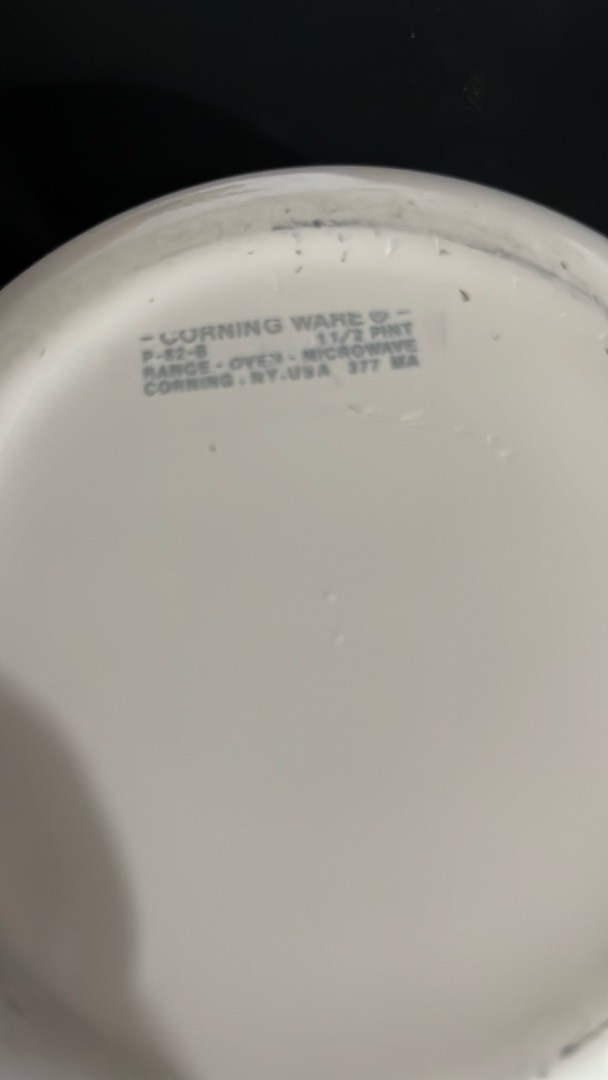 - CORNING WARE ® -
P-82-B 1 1/2 PINT
RANGE - OVEN - MICROWAVE
CORNING . NY . USA 377 MA